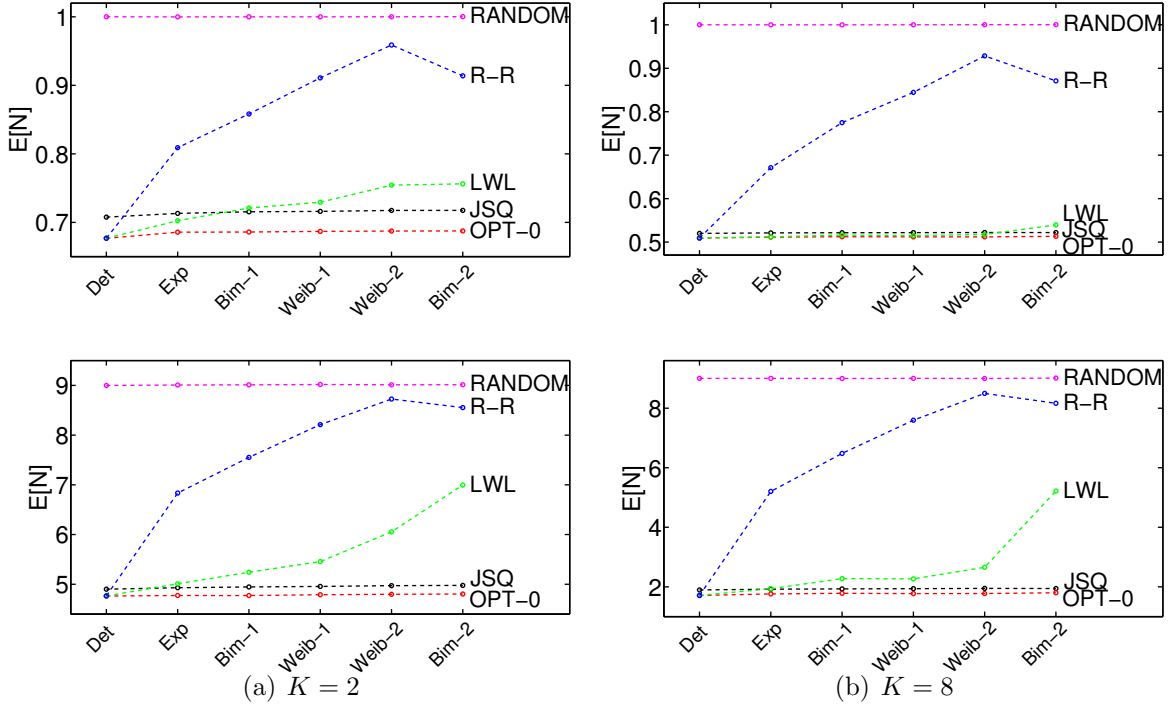 1
0.9
0.8
0.7
E[N]
RANDOM
R-R
LWL
JSQ
OPT-0
Det
Exp
Bim-1
Weib-1
Weib-2
Bim-2
1
0.9
0.8
0.7
0.6
0.5
E[N]
RANDOM
R-R
LWL
JSQ
OPT-0
Det
Exp
Bim-1
Weib-1
Weib-2
Bim-2
9
8
7
6
5
E[N]
RANDOM
R-R
LWL
JSQ
OPT-0
Det
Exp
Bim-1
Weib-1
Weib-2
Bim-2
(a) K = 2
8
6
4
2
E[N]
RANDOM
R-R
LWL
JSQ
OPT-0
Det
Exp
Bim-1
Weib-1
Weib-2
Bim-2
(b) K = 8